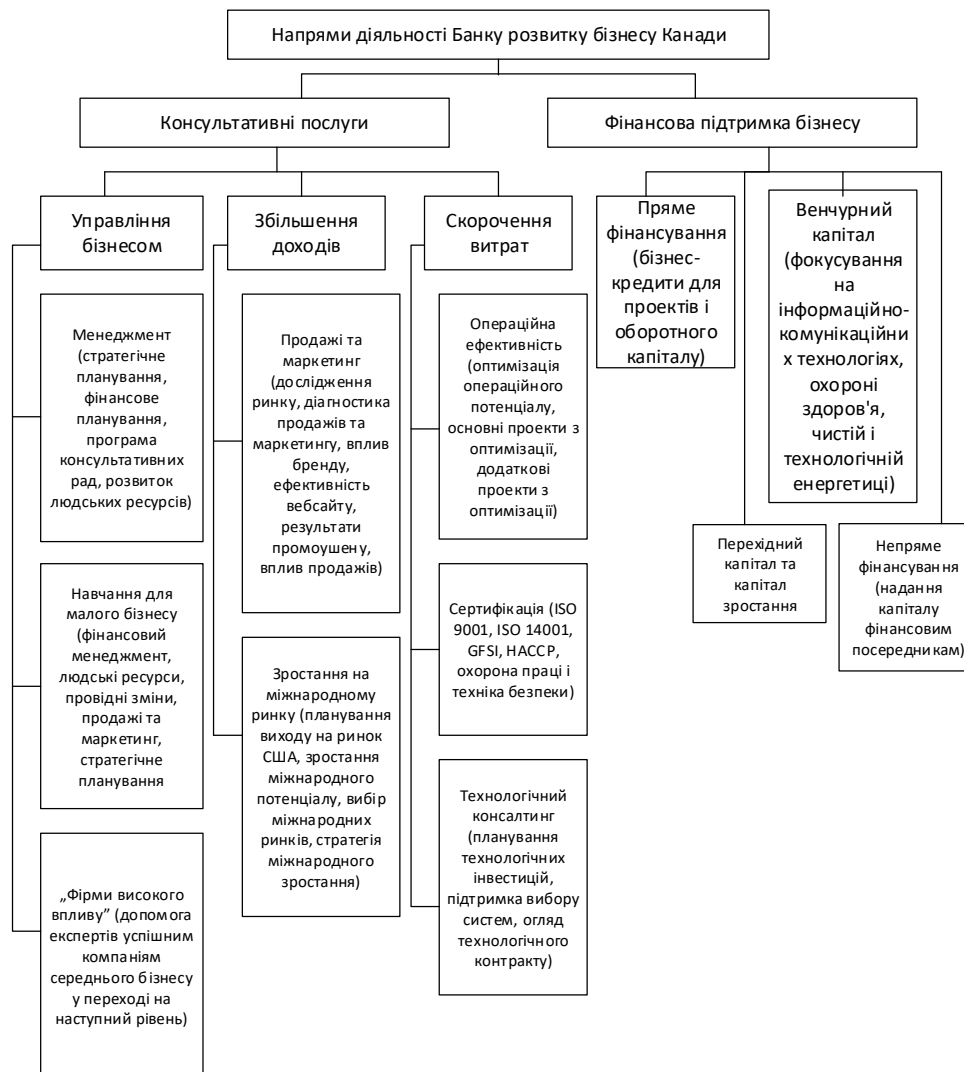 Напрями діяльності Банку розвитку бізнесу Канади
Консультативні послуги
Фінансова підтримка бізнесу
Управління
бізнесом
Збільшення
доходів
Скорочення
витрат
Пряме
фінансування
(бізнес-
кредити для
проектів і
оборотного
капіталу)
Венчурний
капітал
(фокусування
на
інформаційно-
комунікаційни
х технологіях,
охороні
здоров'я,
чистій і
технологічній
енергетиці)
Менеджмент
(стратегічне
планування,
фінансове
планування,
програма
консультативних
рад, розвиток
людських ресурсів)
Продажі та
маркетинг
(дослідження
ринку, діагностика
продажів та
маркетингу, вплив
бренду,
ефективність
вебсайту,
результати
промоушену,
вплив продажів)
Операційна
ефективність
(оптимізація
операційного
потенціалу,
основні проекти з
оптимізації,
додаткові
проекти з
оптимізації)
Перехідний
капітал та
капітал
зростання
Непряме
фінансування
(надання
капіталу
фінансовим
посередникам)
Навчання для
малого бізнесу
(фінансовий
менеджмент,
людські ресурси,
провідні зміни,
продажі та
маркетинг,
стратегічне
планування
Зростання на
міжнародному
ринку (планування
виходу на ринок
США, зростання
міжнародного
потенціалу, вибір
міжнародних
ринків, стратегія
міжнародного
зростання)
Сертифікація (ISO
9001, ISO 14001,
GFSI, HACCP,
охорона праці і
техніка безпеки)
Технологічний
консалтинг
(планування
технологічних
інвестицій,
підтримка вибору
систем, огляд
технологічного
контракту)
„Фірми високого
впливу” (допомога
експертів успішним
компаніям
середнього бізнесу
у переході на
наступний рівень)